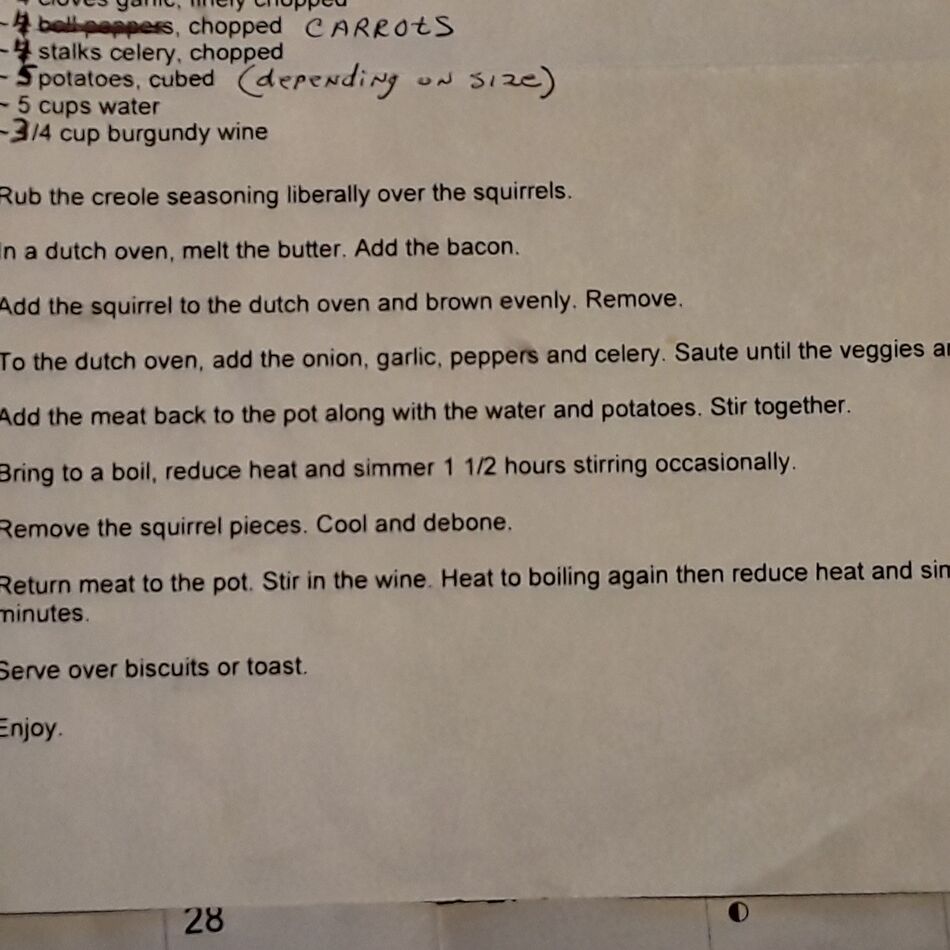 cloves garlic, finely chopped
~4 bell peppers, chopped CARROTS
~4 stalks celery, chopped
~5 potatoes, cubed (depending on size)
~ 5 cups water
~3/4 cup burgundy wine
Rub the creole seasoning liberally over the squirrels.
In a dutch oven, melt the butter. Add the bacon.
Add the squirrel to the dutch oven and brown evenly. Remove.
To the dutch oven, add the onion, garlic, peppers and celery. Saute until the veggies
Add the meat back to the pot along with the water and potatoes. Stir together.
Bring to a boil, reduce heat and simmer 1 1/2 hours stirring occasionally.
Remove the squirrel pieces. Cool and debone.
Return meat to the pot. Stir in the wine. Heat to boiling again then reduce heat and
minutes.
Serve over biscuits or toast.
Enjoy.
28